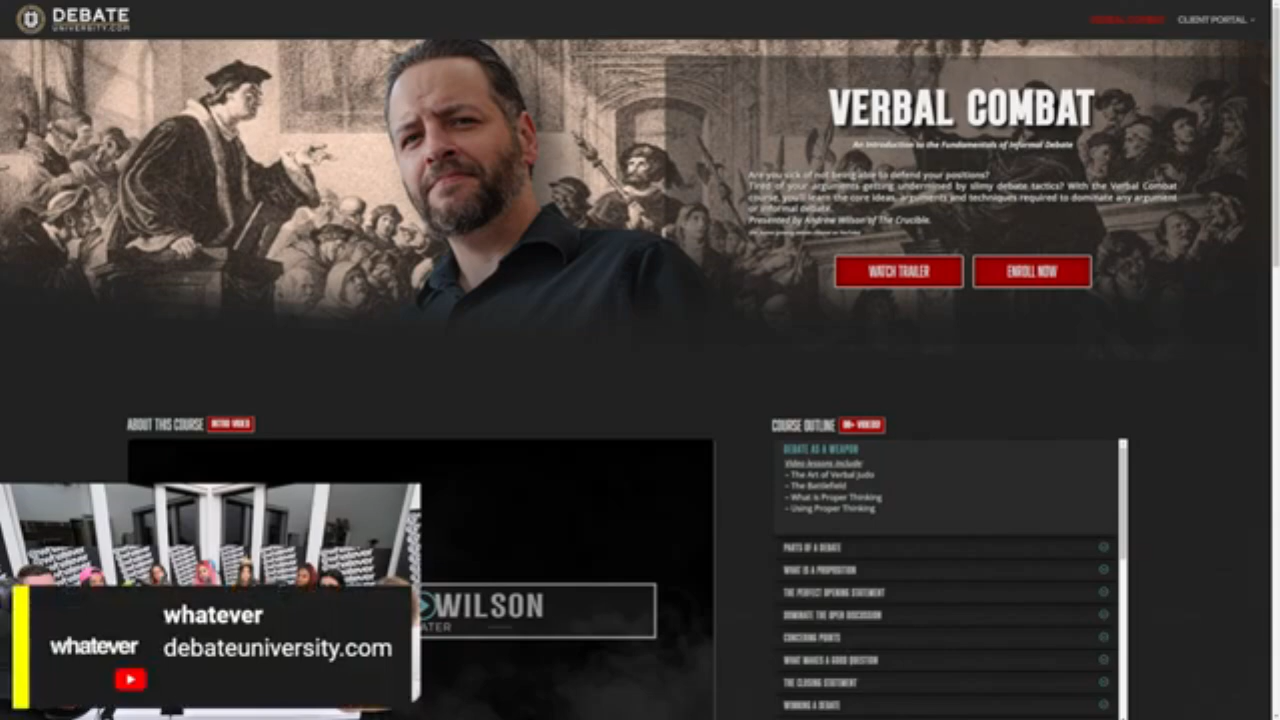 DEBATE
UNIVERSITY.COM
VERBAL COMBAT
CLIENT PORTAL
VERBAL COMBAT
An Introduction to the Fundamentals of Informal Debate
Are you sick of not being able to defend your positions?
Tired of your arguments getting undermined by slimy debate tactics? With the Verbal Combat
course, you'll learn the core ideas, arguments and techniques required to dominate any argument
or informal debate.
Presented by Andrew Wilson of The Crucible.
WATCH TRAILER
ENROLL NOW
ABOUT THIS COURSE
INTRO VIDEO
COURSE OUTLINE
DEBATE AS A WEAPON
Video lessons include:
– The Art of Verbal Judo
– The Battlefield
– What is Proper Thinking
– Using Proper Thinking
PARTS OF A DEBATE
WHAT IS A PROPOSITION
THE PERFECT OPENING STATEMENT
DOMINATE THE OPEN DISCUSSION
CONCEDING POINTS
WHAT MAKES A GOOD QUESTION
THE CLOSING STATEMENT
WINNING A DEBATE
WILSON
ATER
whatever
whatever
debateuniversity.com